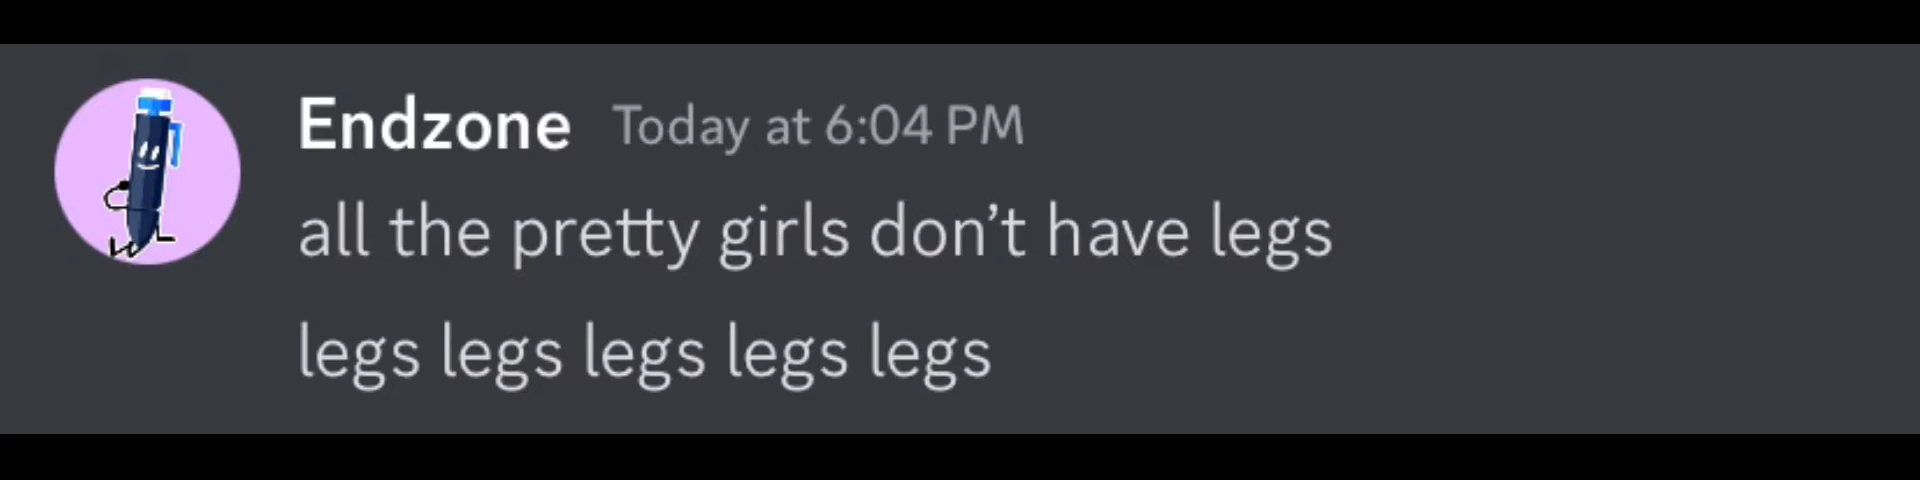 Endzone Today at 6:04 PM
all the pretty girls don’t have legs
legs legs legs legs legs